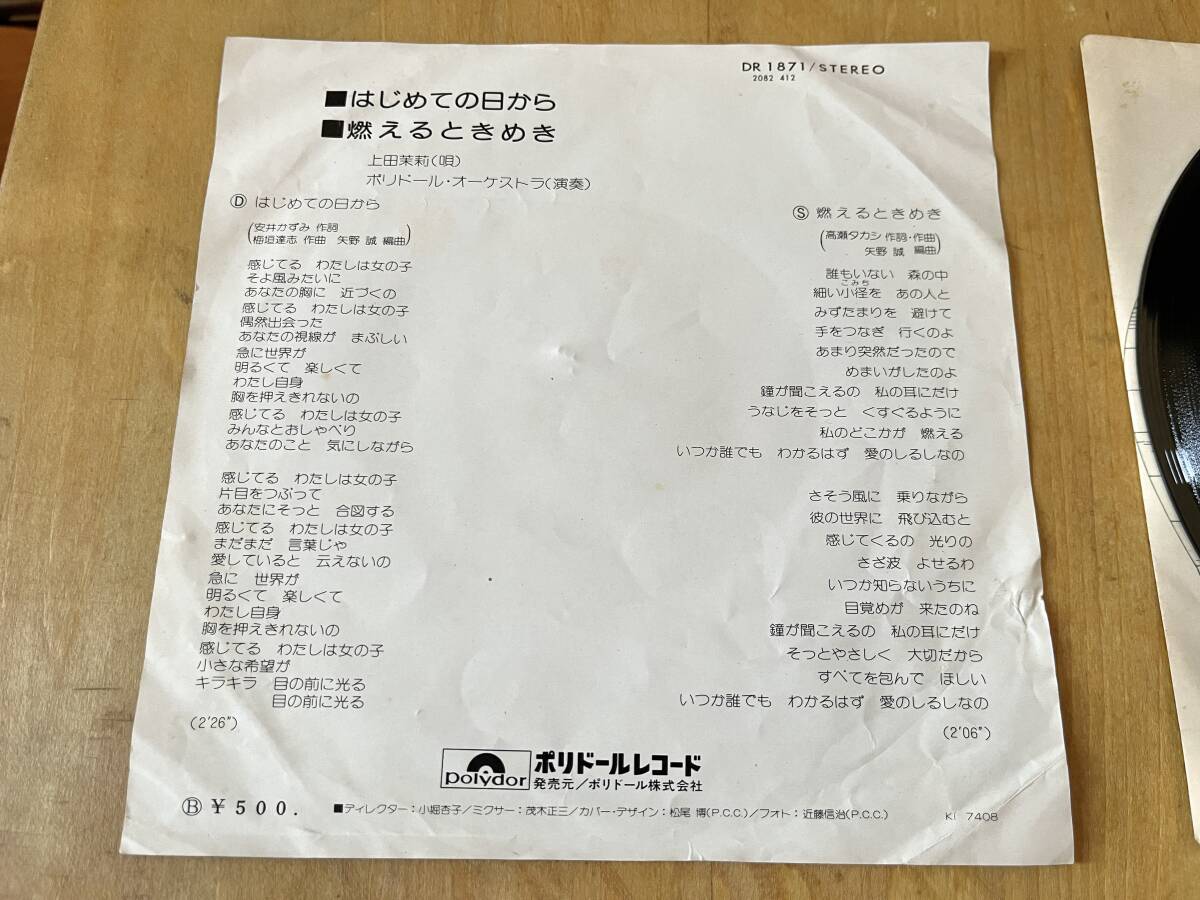 DR 1871/STEREO
2082 412
■はじめての日から
■燃えるときめき
上田茉莉(唄)
ポリドール・オーケストラ(演奏)
Ⓓ はじめての日から
安井かずみ 作詞
栴垣達志 作曲 矢野 誠 編曲
感じてる わたしは女の子
そよ風みたいに
あなたの胸に 近づくの
感じてる わたしは女の子
偶然出会った
あなたの視線が まぶしい
急に世界が
明るくて 楽しくて
わたし自身
胸を押えきれないの
感じてる わたしは女の子
みんなとおしゃべり
あなたのこと 気にしながら
感じてる わたしは女の子
片目をつぶって
あなたにそっと 合図する
感じてる わたしは女の子
まだまだ 言葉じゃ
愛していると 云えないの
急に 世界が
明るくて 楽しくて
わたし自身
胸を押えきれないの
感じてる わたしは女の子
小さな希望が
キラキラ 目の前に光る
目の前に光る
(2′26″)
Ⓢ 燃えるときめき
高瀬タカシ 作詞・作曲
矢野 誠 編曲
誰もいない 森の中
こみち
細い小径を あの人と
みずたまりを 避けて
手をつなぎ 行くのよ
あまり突然だったので
めまいがしたのよ
鐘が聞こえるの 私の耳にだけ
うなじをそっと くすぐるように
私のどこかが 燃える
いつか誰でも わかるはず 愛のしるしなの
さそう風に 乗りながら
彼の世界に 飛び込むと
感じてくるの 光りの
さざ波 よせるわ
いつか知らないうちに
目覚めが 来たのね
鐘が聞こえるの 私の耳にだけ
そっとやさしく 大切だから
すべてを包んで ほしい
いつか誰でも わかるはず 愛のしるしなの
(2′06″)
polydor
ポリドールレコード
発売元/ポリドール株式会社
Ⓑ ¥500.
■ディレクター:小堀杏子/ミクサー:茂木正三/カバー・デザイン:松尾 博(P.C.C.)/フォト:近藤信治(P.C.C.)
KI 7408